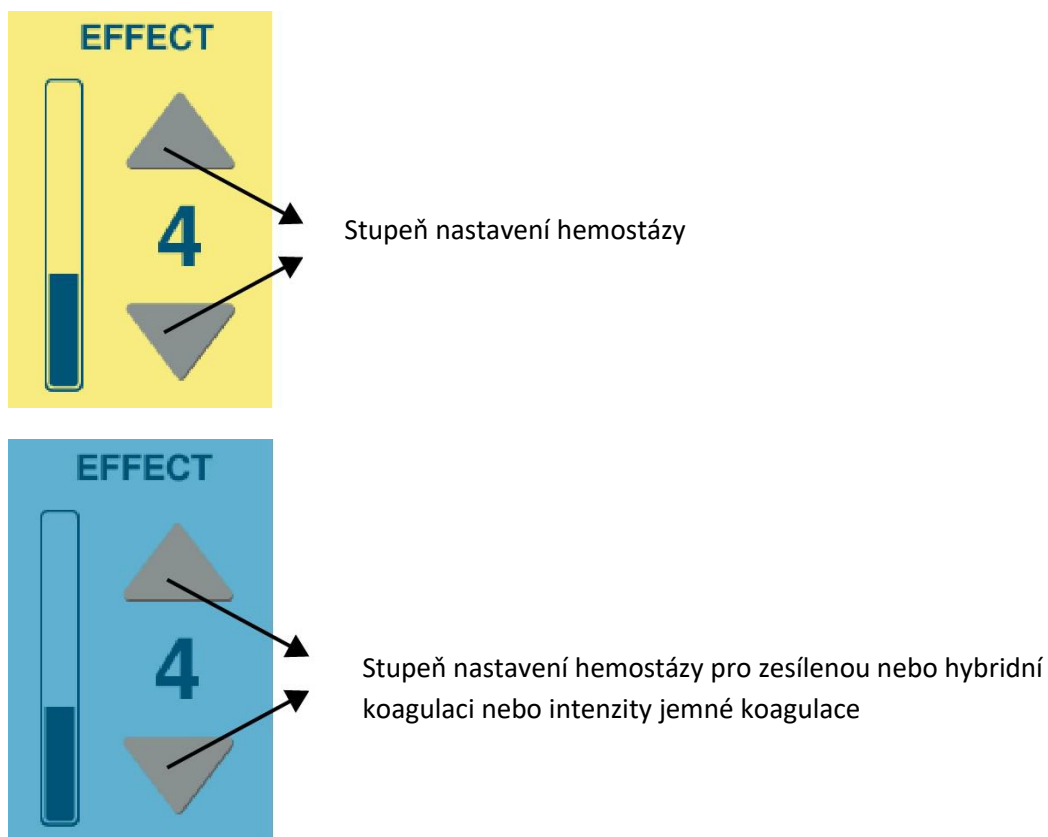 EFFECT
4
Stupeň nastavení hemostázy
EFFECT
4
Stupeň nastavení hemostázy pro zesílenou nebo hybridní
koagulaci nebo intenzity jemné koagulace